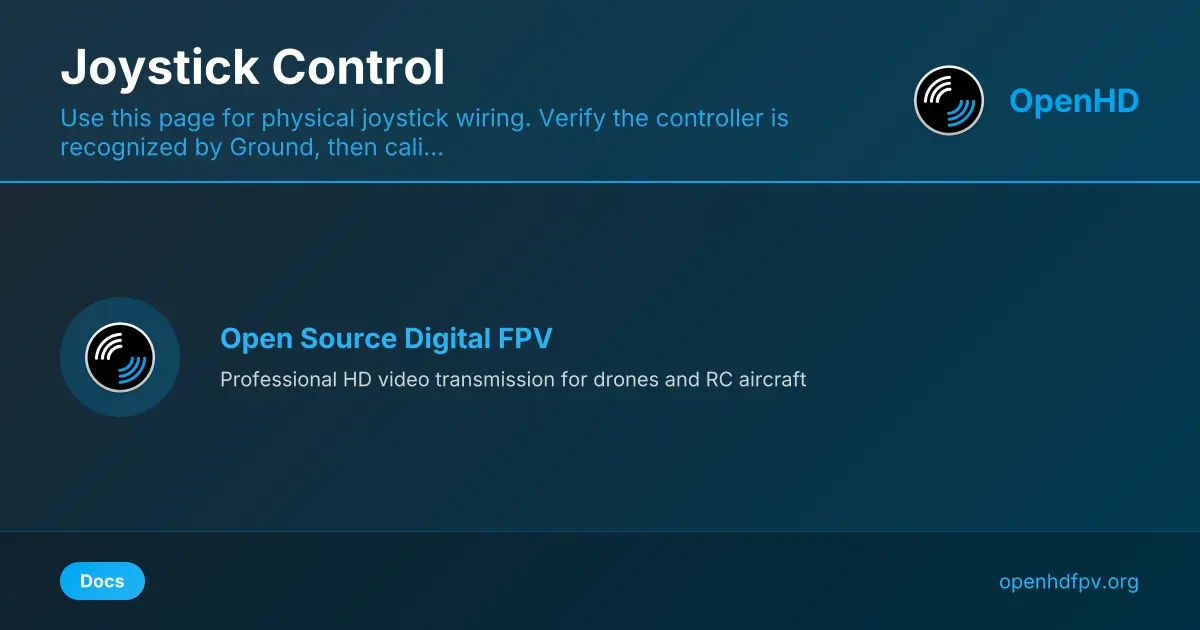 Joystick Control
Use this page for physical joystick wiring. Verify the controller is
recognized by Ground, then cali...
OpenHD
Open Source Digital FPV
Professional HD video transmission for drones and RC aircraft
Docs
openhdfpv.org